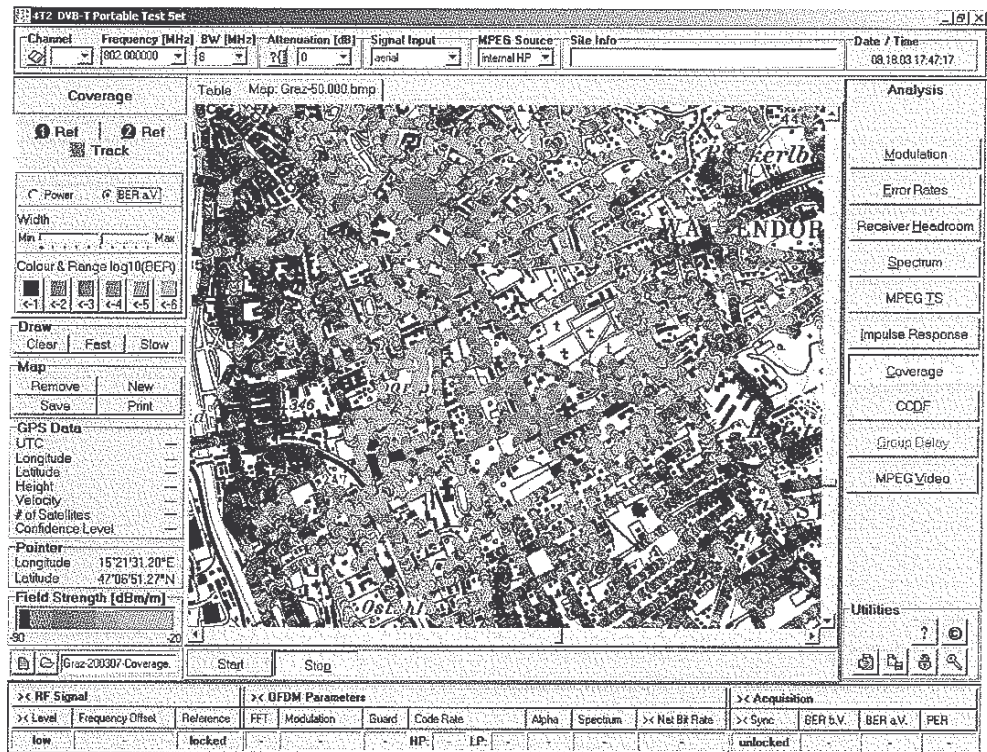 4T2 DVB-T Portable Test Set
Channel Frequency [MHz] BW [MHz] Attenuation [dB] Signal Input MPEG Source Site Info Date / Time
802.000000 8 0 aerial internal HP 08.18.03 17:47:17
Coverage
Table Map: Graz-50.000.bmp
Analysis
1 Ref 2 Ref
Track
Power BER a.V.
Width
Min Max
Colour & Range log10(BER)
<-1 <-2 <-3 <-4 <-5 <-6
Draw
Clear Fast Slow
Map
Remove New
Save Print
GPS Data
UTC —
Longitude —
Latitude —
Height —
Velocity —
# of Satellites —
Confidence Level —
Pointer
Longitude 15°21'31.20"E
Latitude 47°06'51.27"N
Field Strength [dBm/m]
-90 -20
Graz-200307-Coverage.
Start Stop
Modulation
Error Rates
Receiver Headroom
Spectrum
MPEG TS
Impulse Response
Coverage
CCDF
Group Delay
MPEG Video
Utilities
?
>< RF Signal >< OFDM Parameters >< Acquisition
>< Level Frequency Offset Reference FFT Modulation Guard Code Rate Alpha Spectrum >< Net Bit Rate >< Sync BER b.V. BER a.V. PER
low - locked - - - HP: - LP: - - - - unlocked - - -